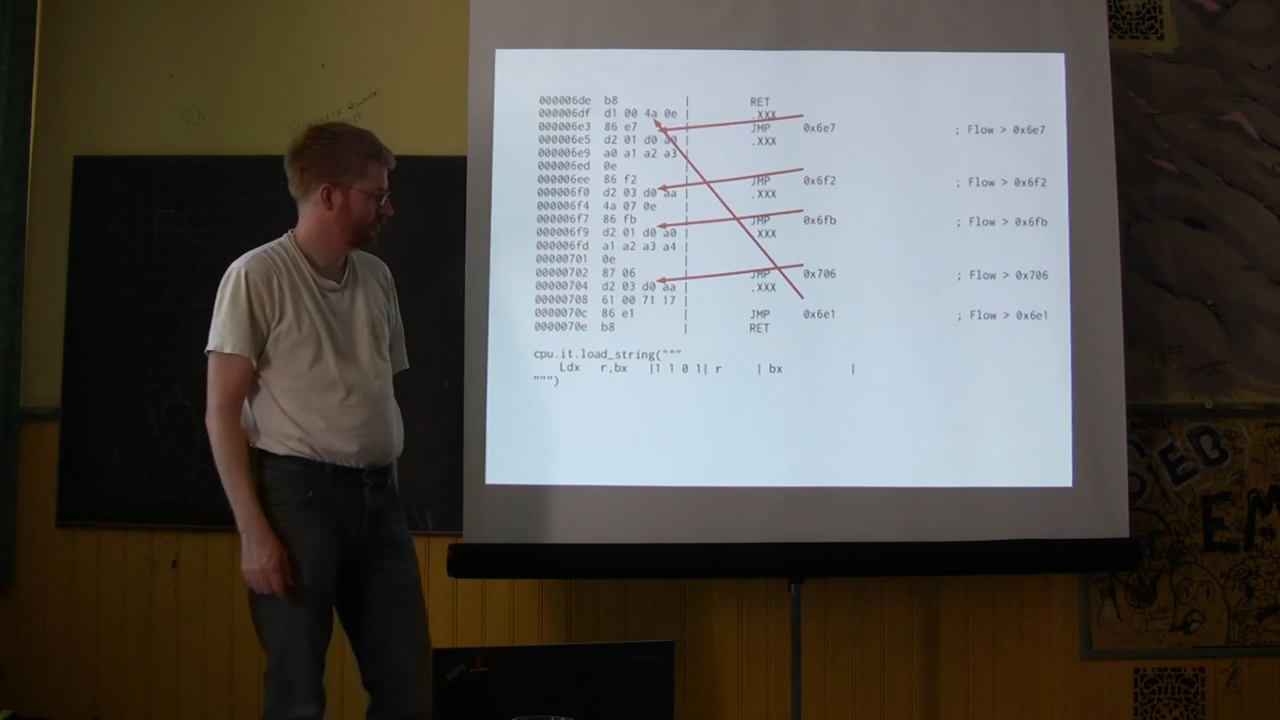 RA
000006de b8 | RET
000006df d1 00 4a 0e | .XXX
000006e3 86 e7 | JMP 0x6e7 ; Flow > 0x6e7
000006e5 d2 01 d0 a0 | .XXX
000006e9 a0 a1 a2 a3 |
000006ed 0e |
000006ee 86 f2 | JMP 0x6f2 ; Flow > 0x6f2
000006f0 d2 03 d0 aa | .XXX
000006f4 4a 07 0e |
000006f7 86 fb | JMP 0x6fb ; Flow > 0x6fb
000006f9 d2 01 d0 a0 | .XXX
000006fd a1 a2 a3 a4 |
00000701 0e |
00000702 87 06 | JMP 0x706 ; Flow > 0x706
00000704 d2 03 d0 aa | .XXX
00000708 61 00 71 17 |
0000070c 86 e1 | JMP 0x6e1 ; Flow > 0x6e1
0000070e b8 | RET
cpu.it.load_string("""
Ldx r,bx |1 1 0 1| r | bx |
""")
EB
EM